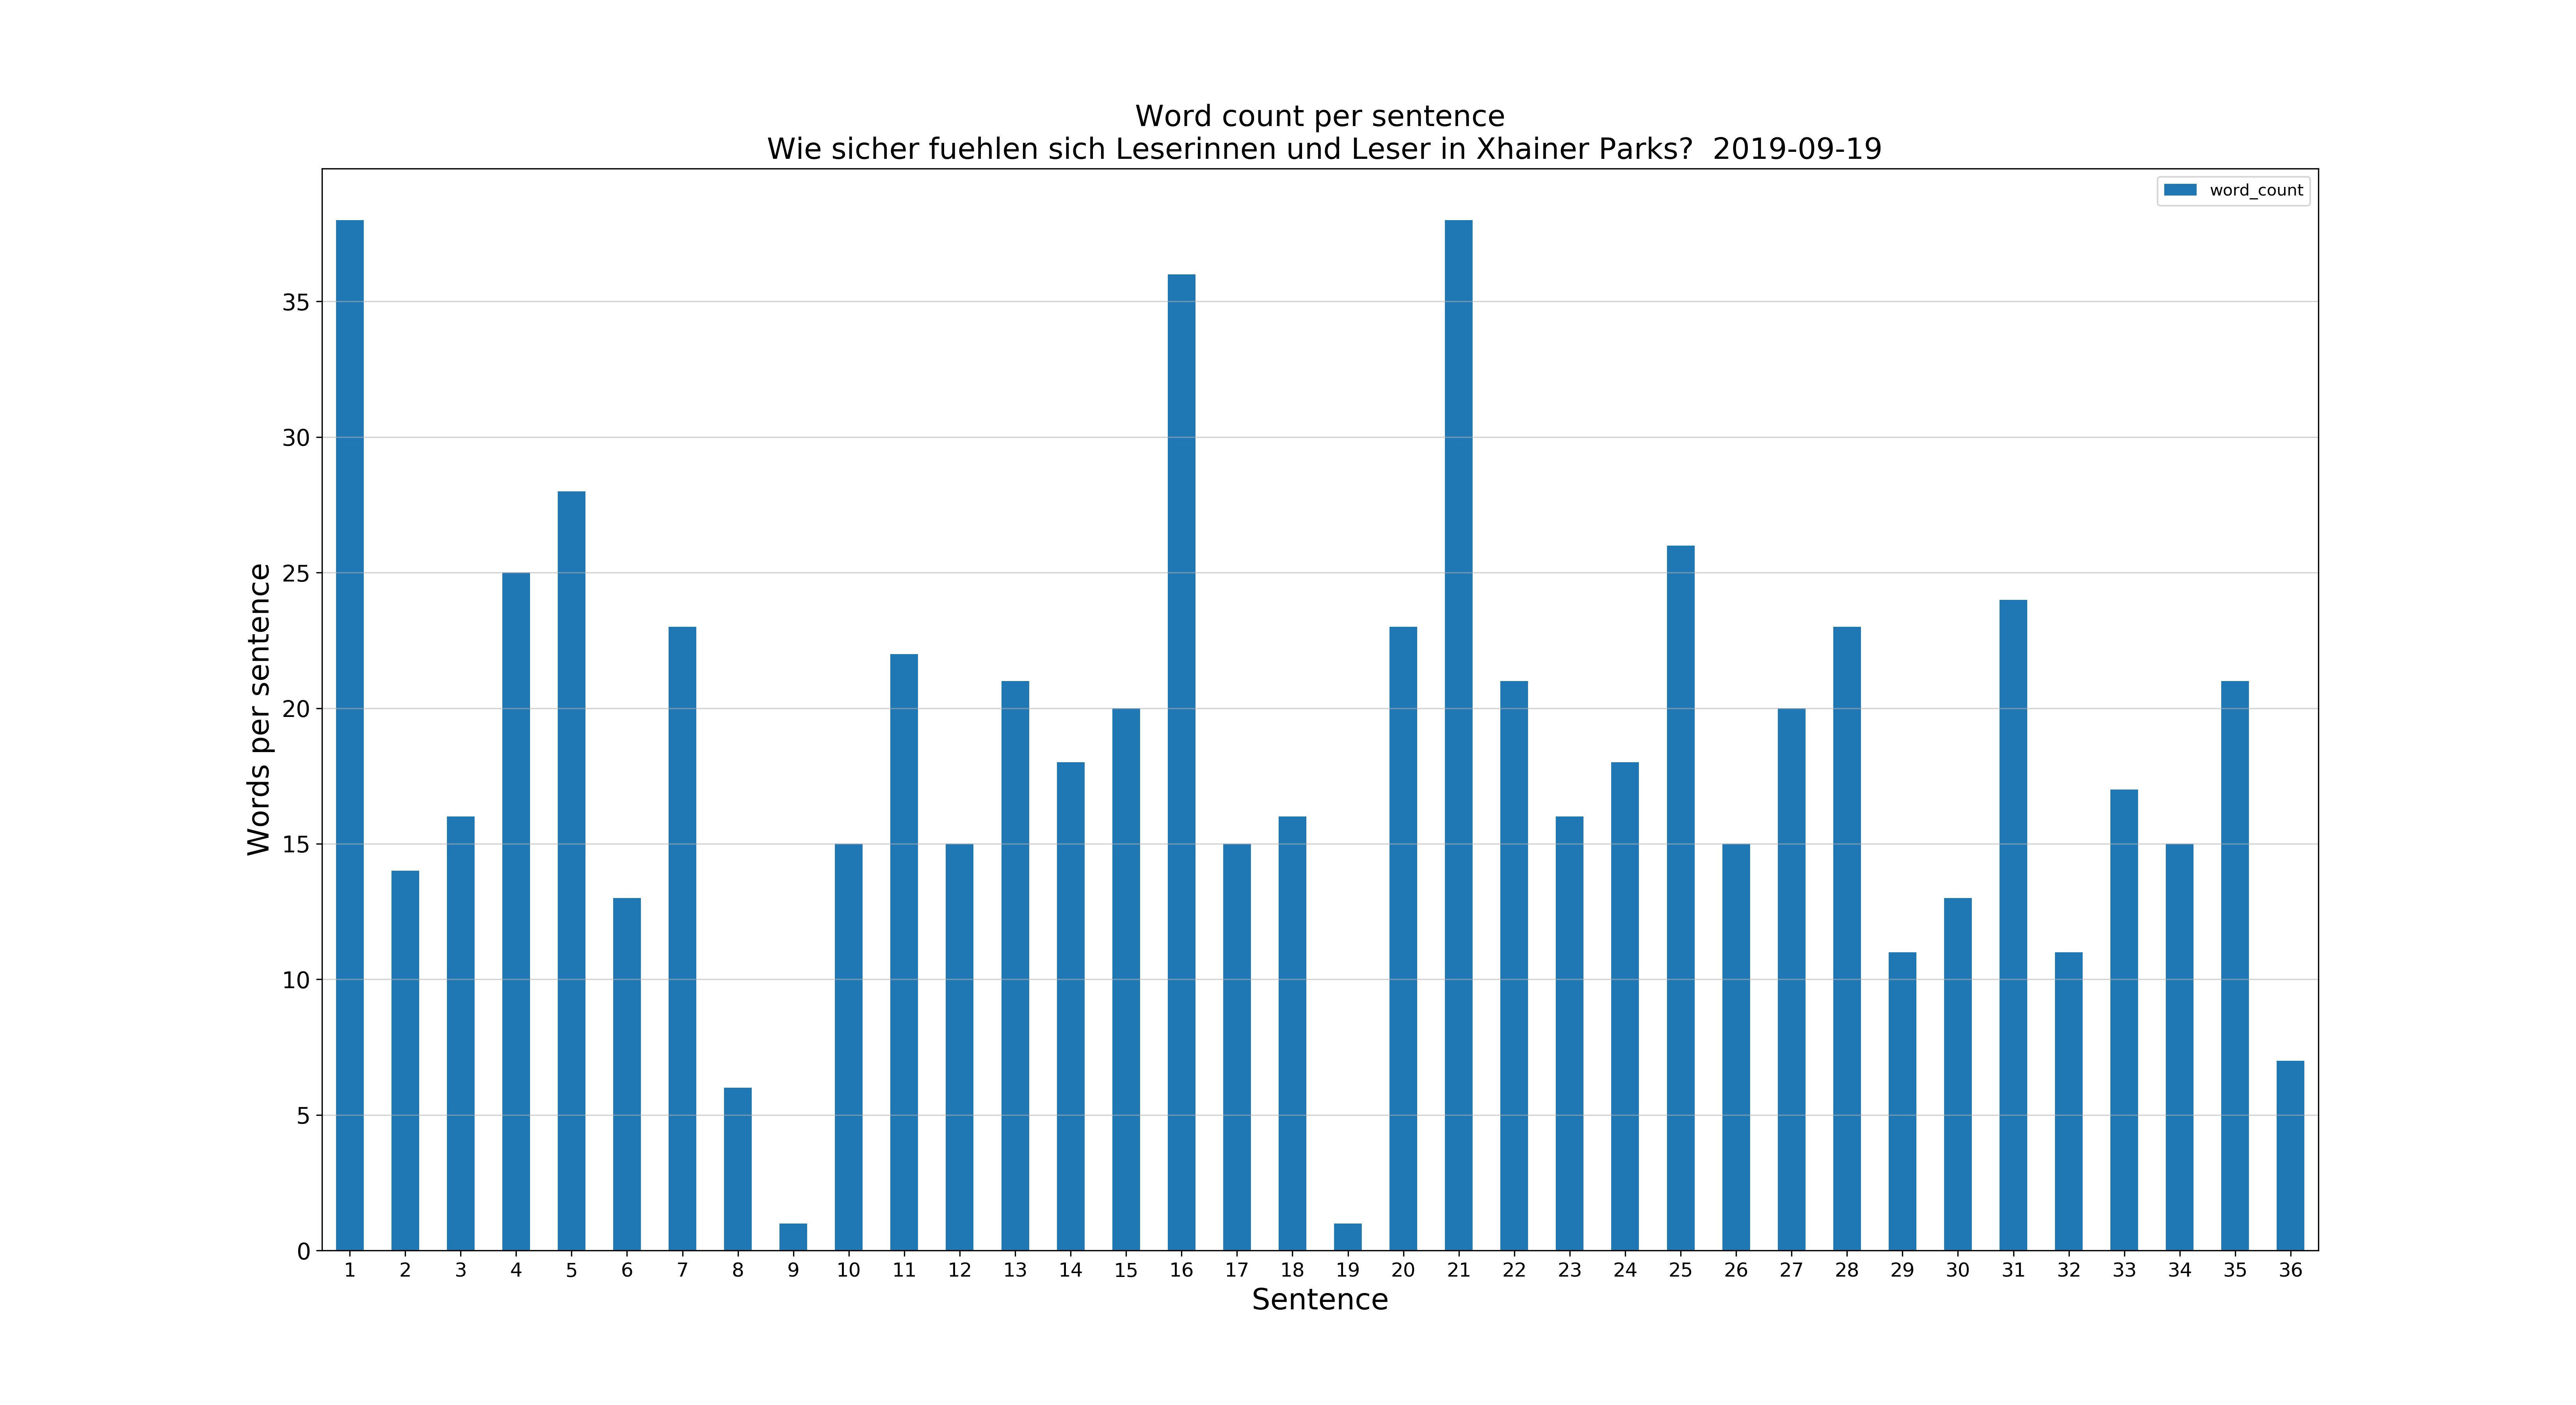 Word count per sentence
Wie sicher fuehlen sich Leserinnen und Leser in Xhainer Parks?  2019-09-19
word_count
Words per sentence
35
30
25
20
15
10
5
0
1 2 3 4 5 6 7 8 9 10 11 12 13 14 15 16 17 18 19 20 21 22 23 24 25 26 27 28 29 30 31 32 33 34 35 36
Sentence